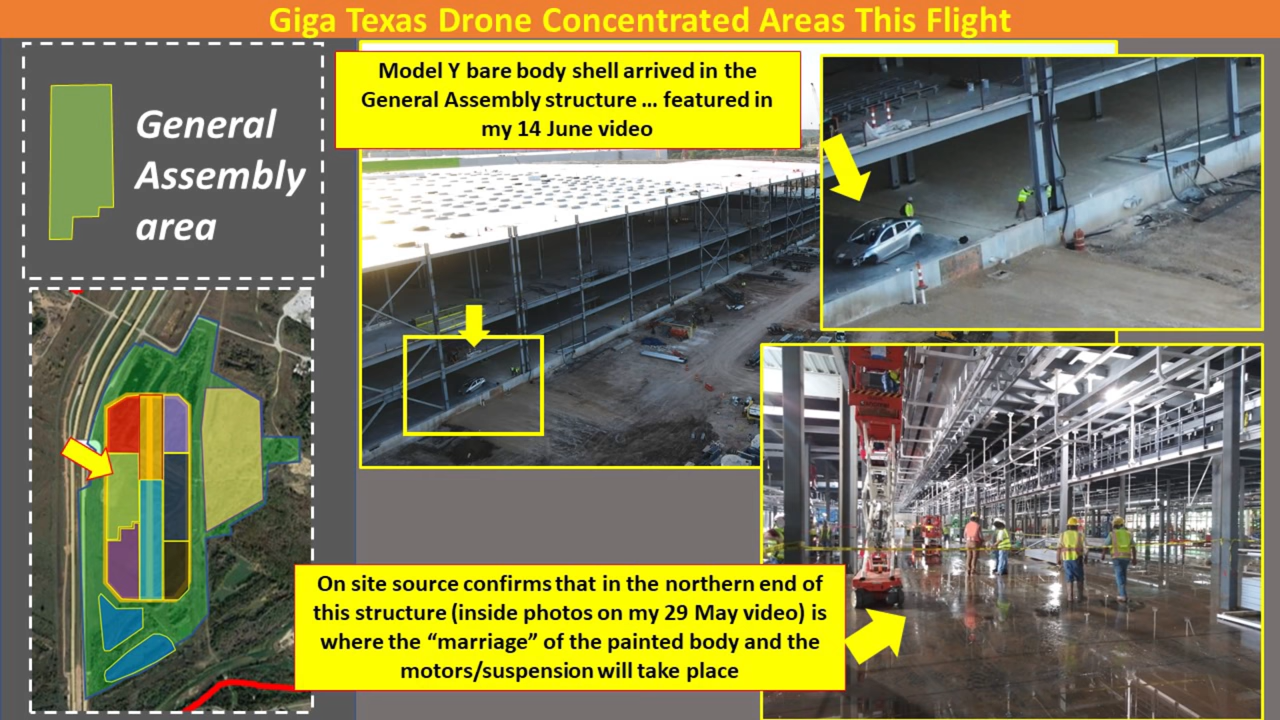 Giga Texas Drone Concentrated Areas This Flight
General
Assembly
area
Model Y bare body shell arrived in the
General Assembly structure ... featured in
my 14 June video
On site source confirms that in the northern end of
this structure (inside photos on my 29 May video) is
where the “marriage” of the painted body and the
motors/suspension will take place